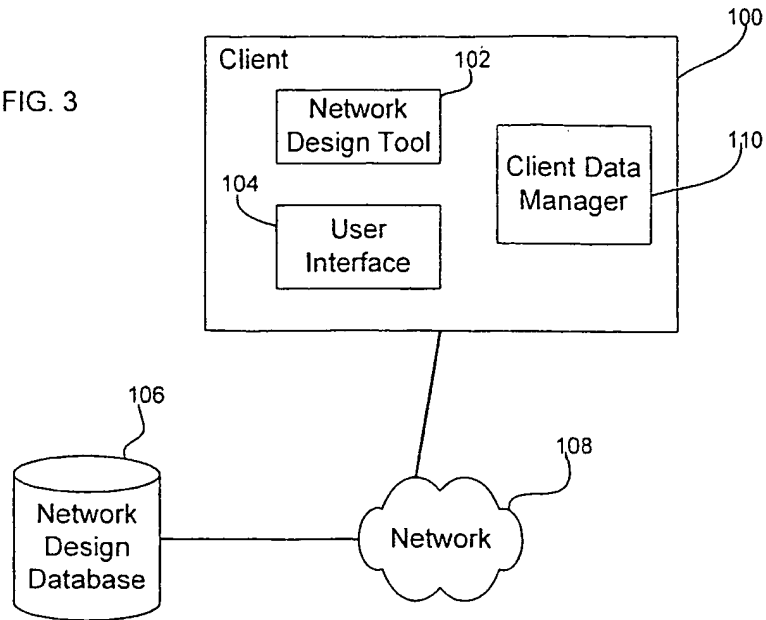 100
Client
102
FIG. 3
Network
Design Tool
Client Data
Manager
110
104
User
Interface
106
108
Network
Design
Database
Network